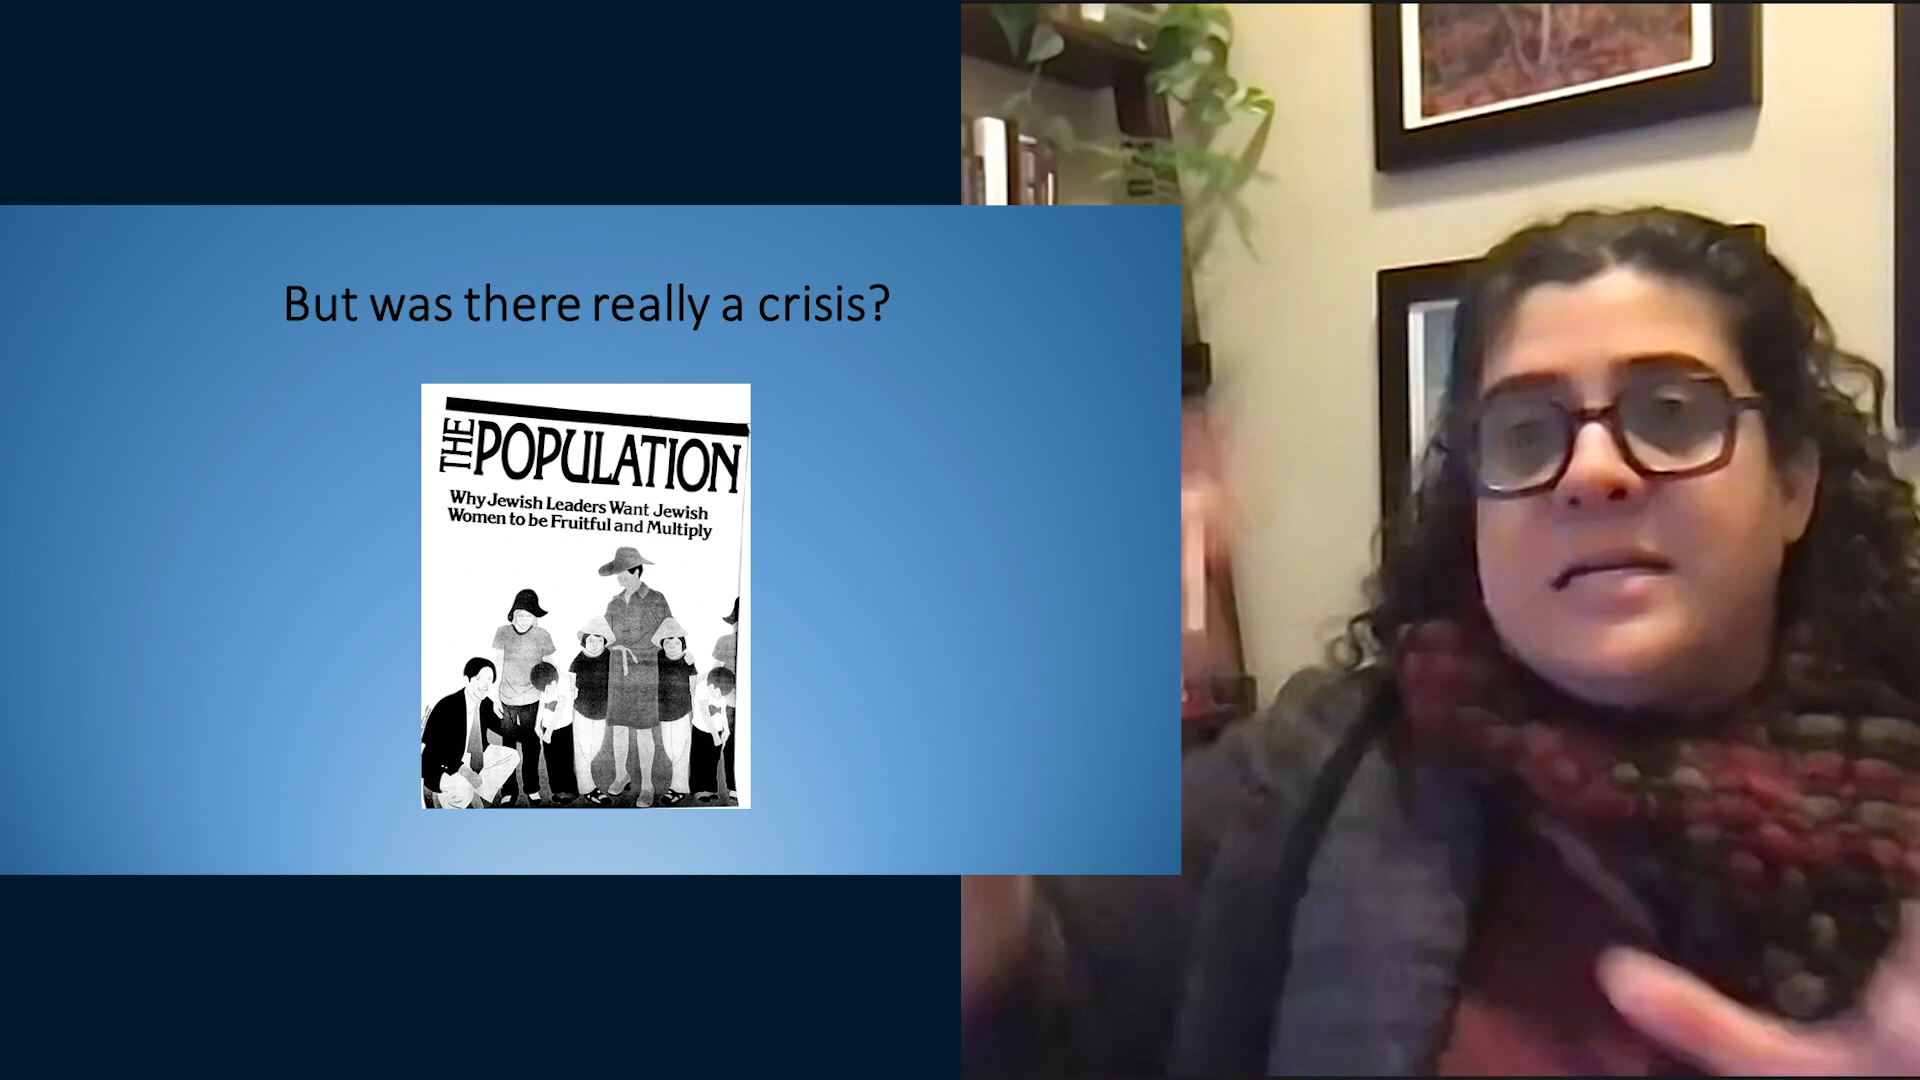 But was there really a crisis?
THE POPULATION
Why Jewish Leaders Want Jewish
Women to be Fruitful and Multiply